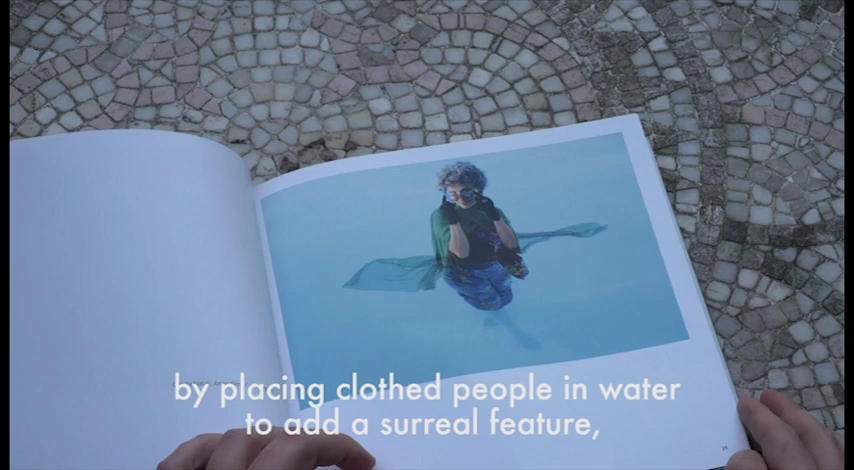 by placing clothed people in water
to add a surreal feature,